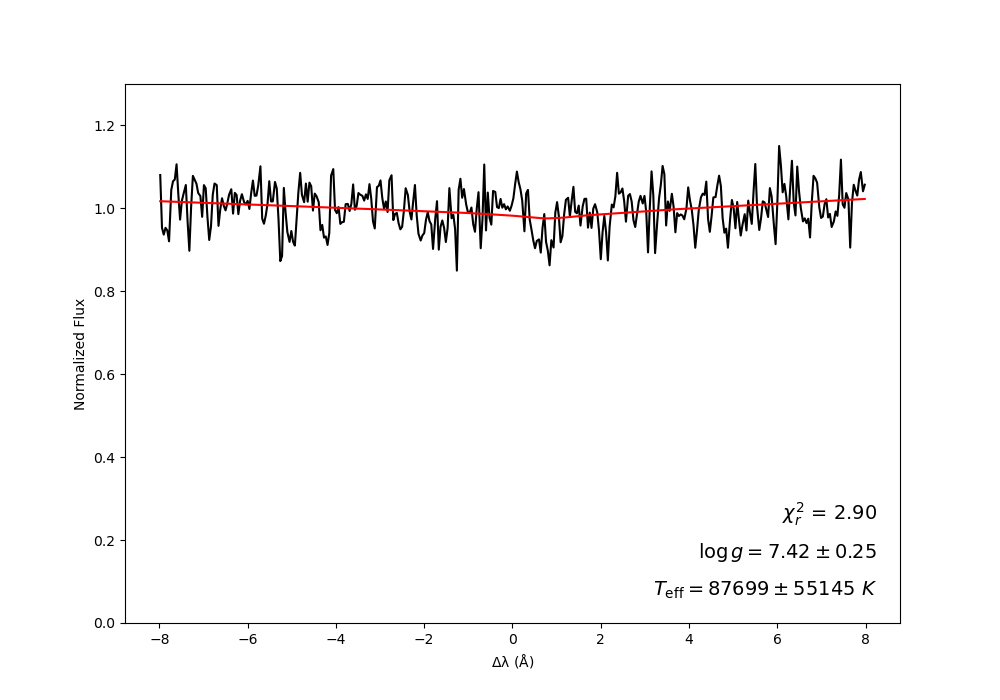 1.2
1.0
0.8
0.6
0.4
0.2
0.0
Normalized Flux
χ²ᵣ = 2.90
log g = 7.42 ± 0.25
T_eff = 87699 ± 55145 K
−8 −6 −4 −2 0 2 4 6 8
Δλ (Å)